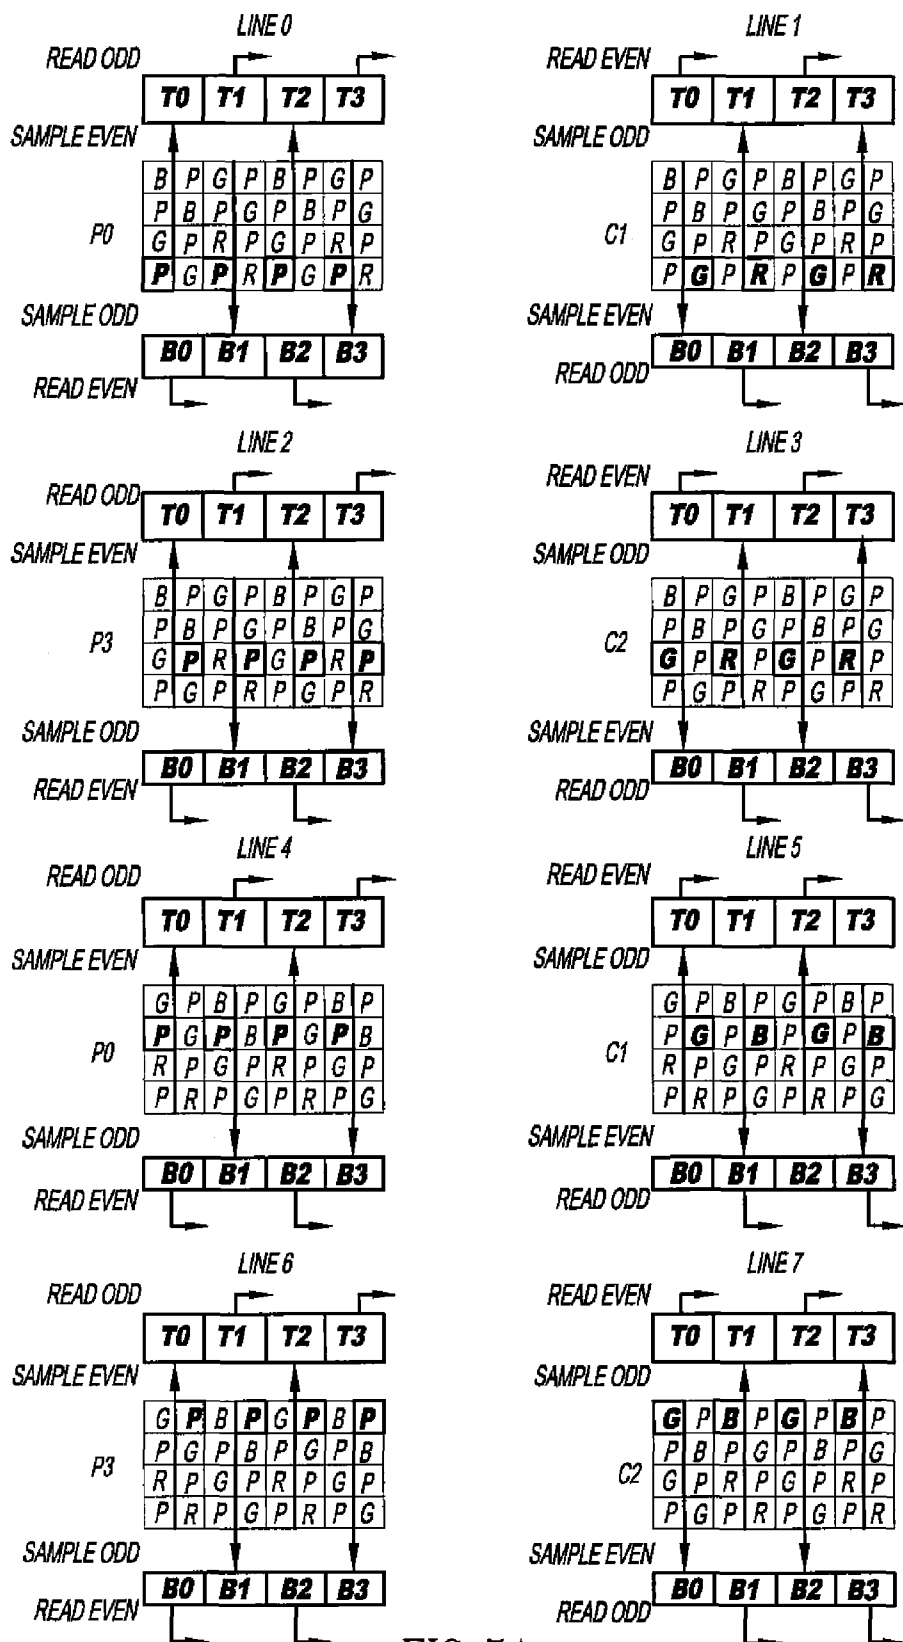 LINE 0
READ ODD
T0 T1 T2 T3
SAMPLE EVEN
B P G P B P G P
P B P G P B P G
P0
G P R P G P R P
P G P R P G P R
SAMPLE ODD
B0 B1 B2 B3
READ EVEN
LINE 1
READ EVEN
T0 T1 T2 T3
SAMPLE ODD
B P G P B P G P
P B P G P B P G
C1
G P R P G P R P
P G P R P G P R
SAMPLE EVEN
B0 B1 B2 B3
READ ODD
LINE 2
READ ODD
T0 T1 T2 T3
SAMPLE EVEN
B P G P B P G P
P B P G P B P G
P3
G P R P G P R P
P G P R P G P R
SAMPLE ODD
B0 B1 B2 B3
READ EVEN
LINE 3
READ EVEN
T0 T1 T2 T3
SAMPLE ODD
B P G P B P G P
P B P G P B P G
C2
G P R P G P R P
P G P R P G P R
SAMPLE EVEN
B0 B1 B2 B3
READ ODD
LINE 4
READ ODD
T0 T1 T2 T3
SAMPLE EVEN
G P B P G P B P
P G P B P G P B
P0
R P G P R P G P
P R P G P R P G
SAMPLE ODD
B0 B1 B2 B3
READ EVEN
LINE 5
READ EVEN
T0 T1 T2 T3
SAMPLE ODD
G P B P G P B P
P G P B P G P B
C1
R P G P R P G P
P R P G P R P G
SAMPLE EVEN
B0 B1 B2 B3
READ ODD
LINE 6
READ ODD
T0 T1 T2 T3
SAMPLE EVEN
G P B P G P B P
P G P B P G P B
P3
R P G P R P G P
P R P G P R P G
SAMPLE ODD
B0 B1 B2 B3
READ EVEN
LINE 7
READ EVEN
T0 T1 T2 T3
SAMPLE ODD
G P B P G P B P
P B P G P B P G
C2
G P R P G P R P
P G P R P G P R
SAMPLE EVEN
B0 B1 B2 B3
READ ODD